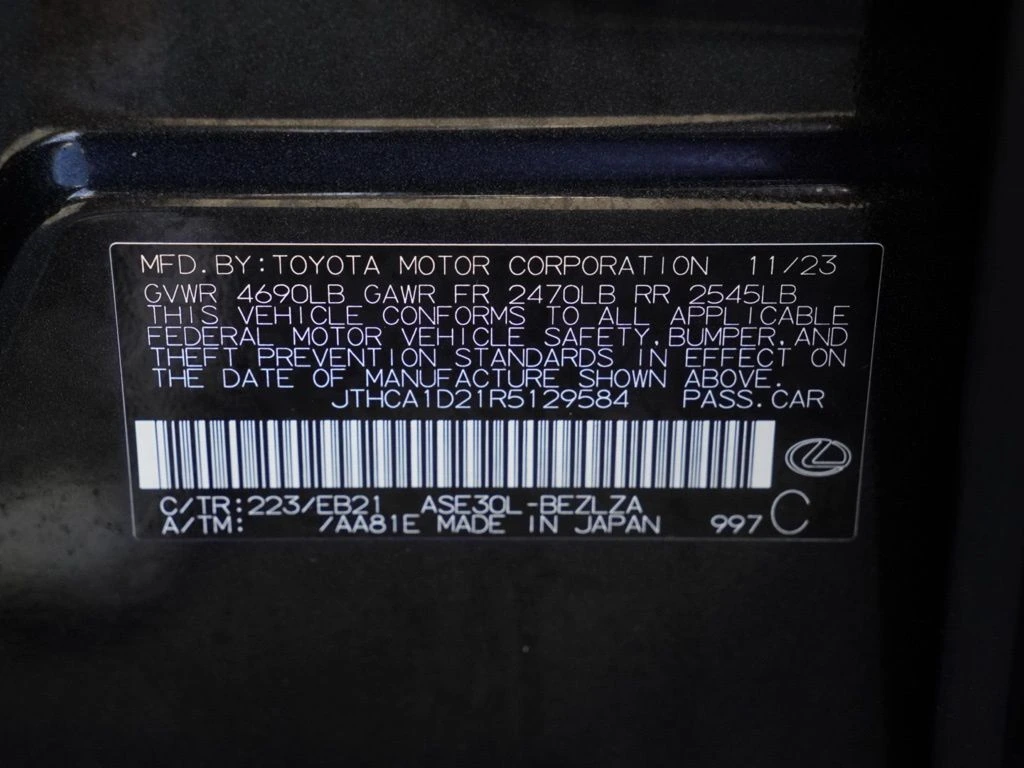 MFD.BY:TOYOTA MOTOR CORPORATION 11/23
GVWR 4690LB GAWR FR 2470LB RR 2545LB
THIS VEHICLE CONFORMS TO ALL APPLICABLE
FEDERAL MOTOR VEHICLE SAFETY,BUMPER,AND
THEFT PREVENTION STANDARDS IN EFFECT ON
THE DATE OF MANUFACTURE SHOWN ABOVE.
JTHCA1D21R5129584 PASS.CAR
C/TR:223/EB21 ASE30L-BEZLZA
A/TM: /AA81E MADE IN JAPAN 997 C